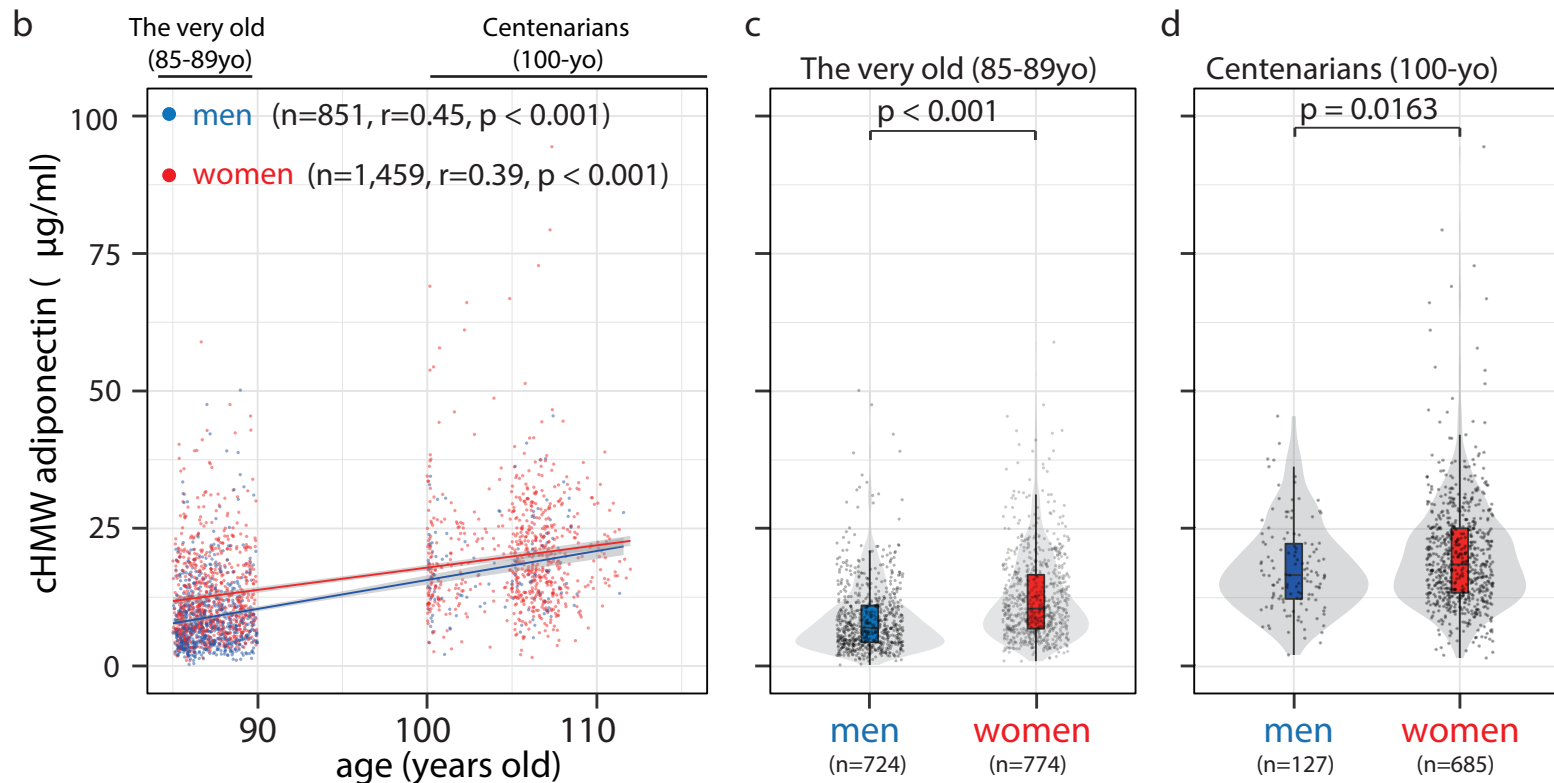 b
The very old
(85-89yo)
Centenarians
(100-yo)
men (n=851, r=0.45, p < 0.001)
women (n=1,459, r=0.39, p < 0.001)
cHMW adiponectin ( μg/ml)
100
75
50
25
0
90
100
110
age (years old)
c
The very old (85-89yo)
p < 0.001
men
women
(n=724)
(n=774)
d
Centenarians (100-yo)
p = 0.0163
men
women
(n=127)
(n=685)